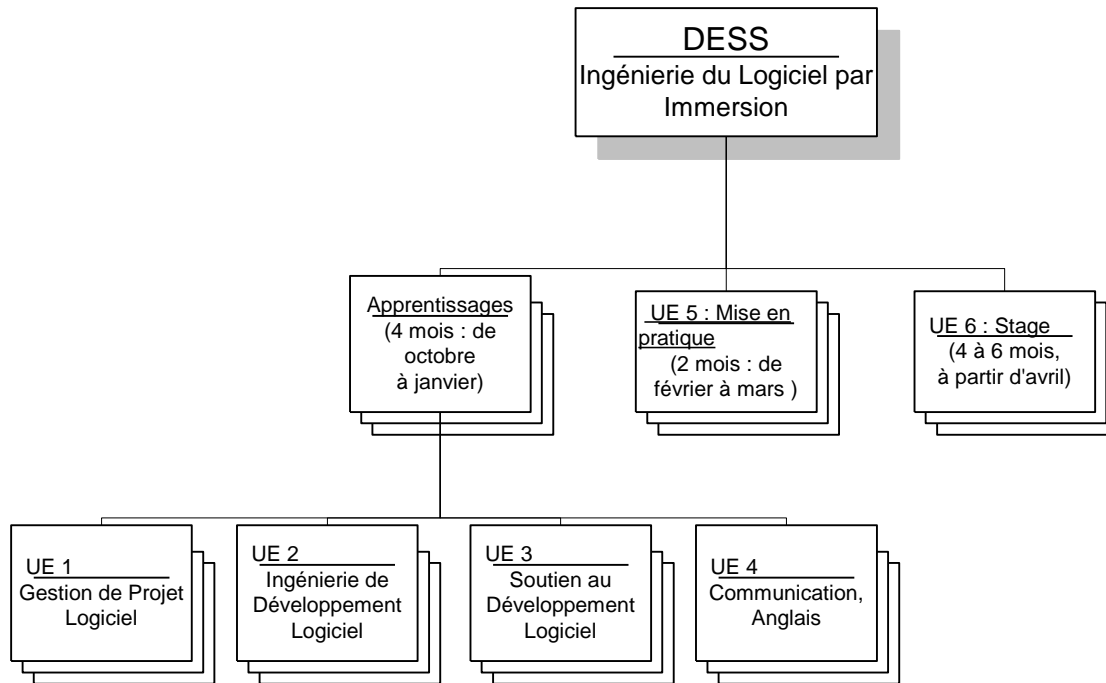 DESS
Ingénierie du Logiciel par
Immersion
Apprentissages
(4 mois : de
octobre
à janvier)
UE 5 : Mise en
pratique
(2 mois : de
février à mars )
UE 6 : Stage
(4 à 6 mois,
à partir d'avril)
UE 1
Gestion de Projet
Logiciel
UE 2
Ingénierie de
Développement
Logiciel
UE 3
Soutien au
Développement
Logiciel
UE 4
Communication,
Anglais